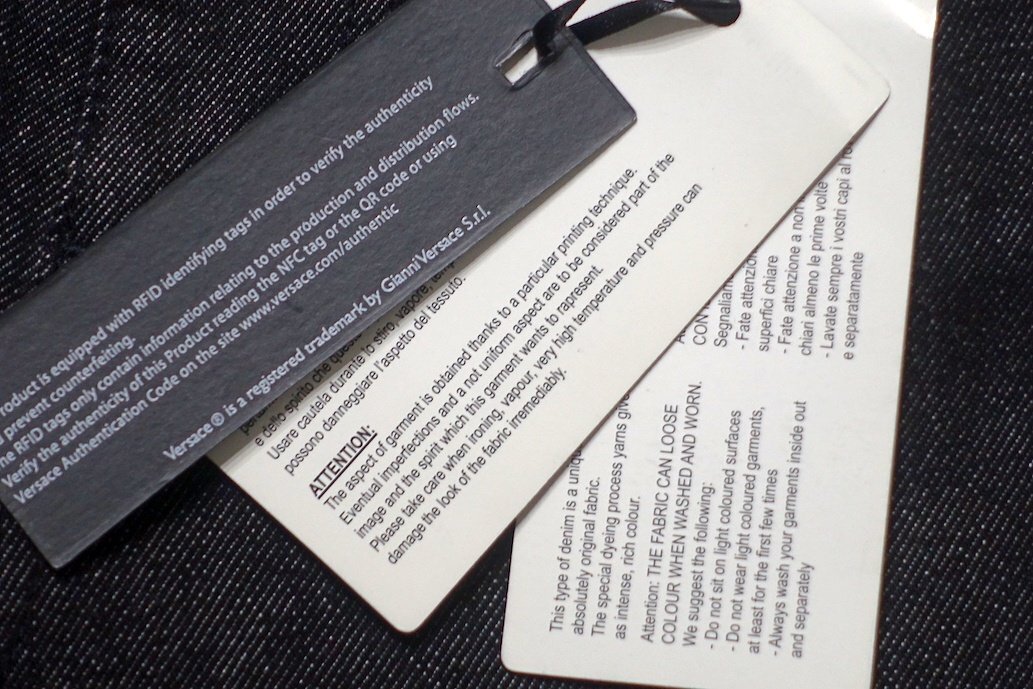 roduct is equipped with RFID identifying tags in order to verify the authenticity
prevent counterfeiting.
RFID tags only contain information relating to the production and distribution flows.
Verify the authenticity of this Product reading the NFC tag or the QR code or using
Versace Authentication Code on the site www.versace.com/authentic
Versace ® is a registered trademark by Gianni Versace S.r.l.
e dello spirito che
Usare cautela durante lo stiro, vapore,
possono danneggiare l'aspetto del tessuto.
ATTENTION:
The aspect of garment is obtained thanks to a particular printing technique.
Eventual imperfections and a not uniform aspect are to be considered part of the
image and the spirit which this garment wants to represent.
Please take care when ironing, vapour, very high temperature and pressure can
damage the look of the fabric irremediably.
CON
Segnaliam
- Fate attenzion
superfici chiare
- Fate attenzione a non
chiari almeno le prime volte
- Lavate sempre i vostri capi al ro
e separatamente
This type of denim is a uniq
absolutely original fabric.
The special dyeing process yarns give
as intense, rich colour.
Attention: THE FABRIC CAN LOOSE
COLOUR WHEN WASHED AND WORN.
We suggest the following:
- Do not sit on light coloured surfaces
- Do not wear light coloured garments,
at least for the first few times
- Always wash your garments inside out
and separately